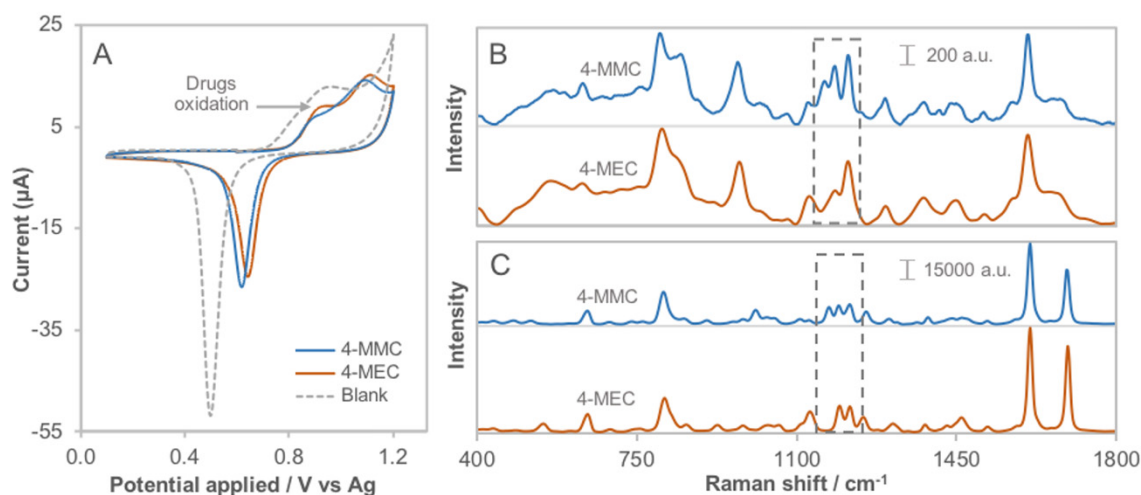 A
25
5
-15
-35
-55
Current (µA)
Drugs
oxidation
4-MMC
4-MEC
Blank
0.0
0.4
0.8
1.2
Potential applied / V vs Ag
B
4-MMC
200 a.u.
4-MEC
Intensity
C
4-MMC
15000 a.u.
4-MEC
Intensity
400
750
1100
1450
1800
Raman shift / cm⁻¹